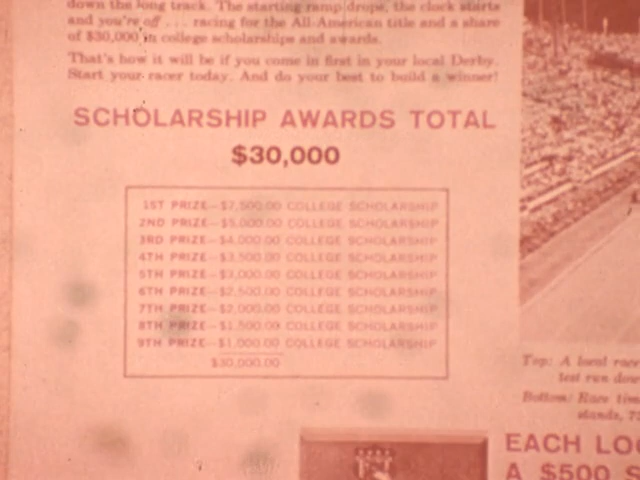 down the long track. The starting ramp drops, the clock starts
and you're off . . . racing for the All-American title and a share
of $30,000 in college scholarships and awards.
That's how it will be if you come in first in your local Derby.
Start your racer today. And do your best to build a winner!
SCHOLARSHIP AWARDS TOTAL
$30,000
1ST PRIZE—$7,500.00 COLLEGE SCHOLARSHIP
2ND PRIZE—$5,000.00 COLLEGE SCHOLARSHIP
3RD PRIZE—$4,000.00 COLLEGE SCHOLARSHIP
4TH PRIZE—$3,500.00 COLLEGE SCHOLARSHIP
5TH PRIZE—$3,000.00 COLLEGE SCHOLARSHIP
6TH PRIZE—$2,500.00 COLLEGE SCHOLARSHIP
7TH PRIZE—$2,000.00 COLLEGE SCHOLARSHIP
8TH PRIZE—$1,500.00 COLLEGE SCHOLARSHIP
9TH PRIZE—$1,000.00 COLLEGE SCHOLARSHIP
$30,000.00
Top: A local race
test run dow
Bottom: Race tim
stands, 7
EACH LO
A $500 S